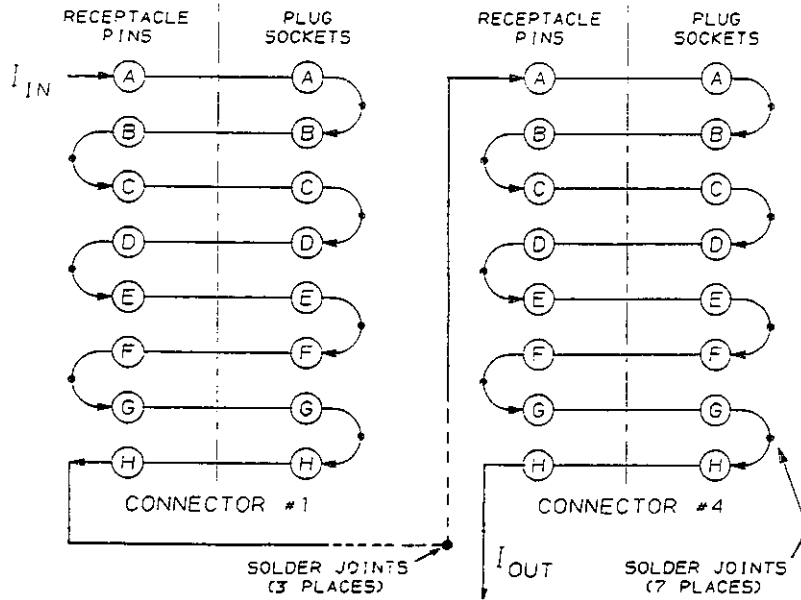 RECEPTACLE PINS
PLUG SOCKETS
RECEPTACLE PINS
PLUG SOCKETS
I IN
A A A A
B B B B
C C C C
D D D D
E E E E
F F F F
G G G G
H H H H
CONNECTOR #1
CONNECTOR #4
SOLDER JOINTS
(3 PLACES)
I OUT
SOLDER JOINTS
(7 PLACES)